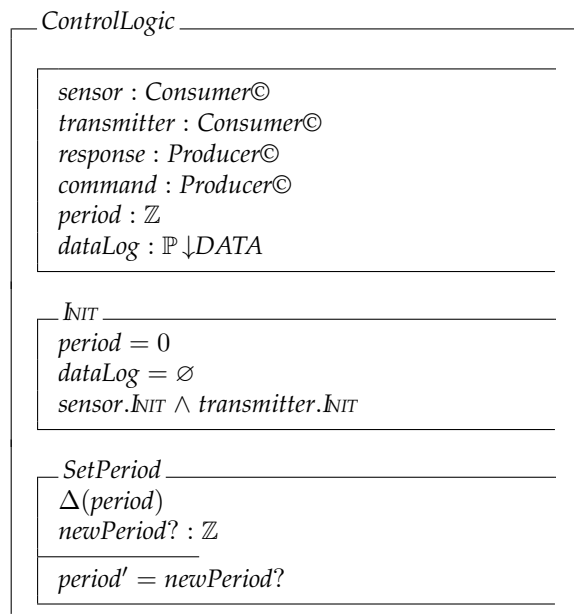 ControlLogic
sensor : Consumer©
transmitter : Consumer©
response : Producer©
command : Producer©
period : ℤ
dataLog : ℙ ↓DATA
INIT
period = 0
dataLog = ∅
sensor.INIT ∧ transmitter.INIT
SetPeriod
Δ(period)
newPeriod? : ℤ
period′ = newPeriod?